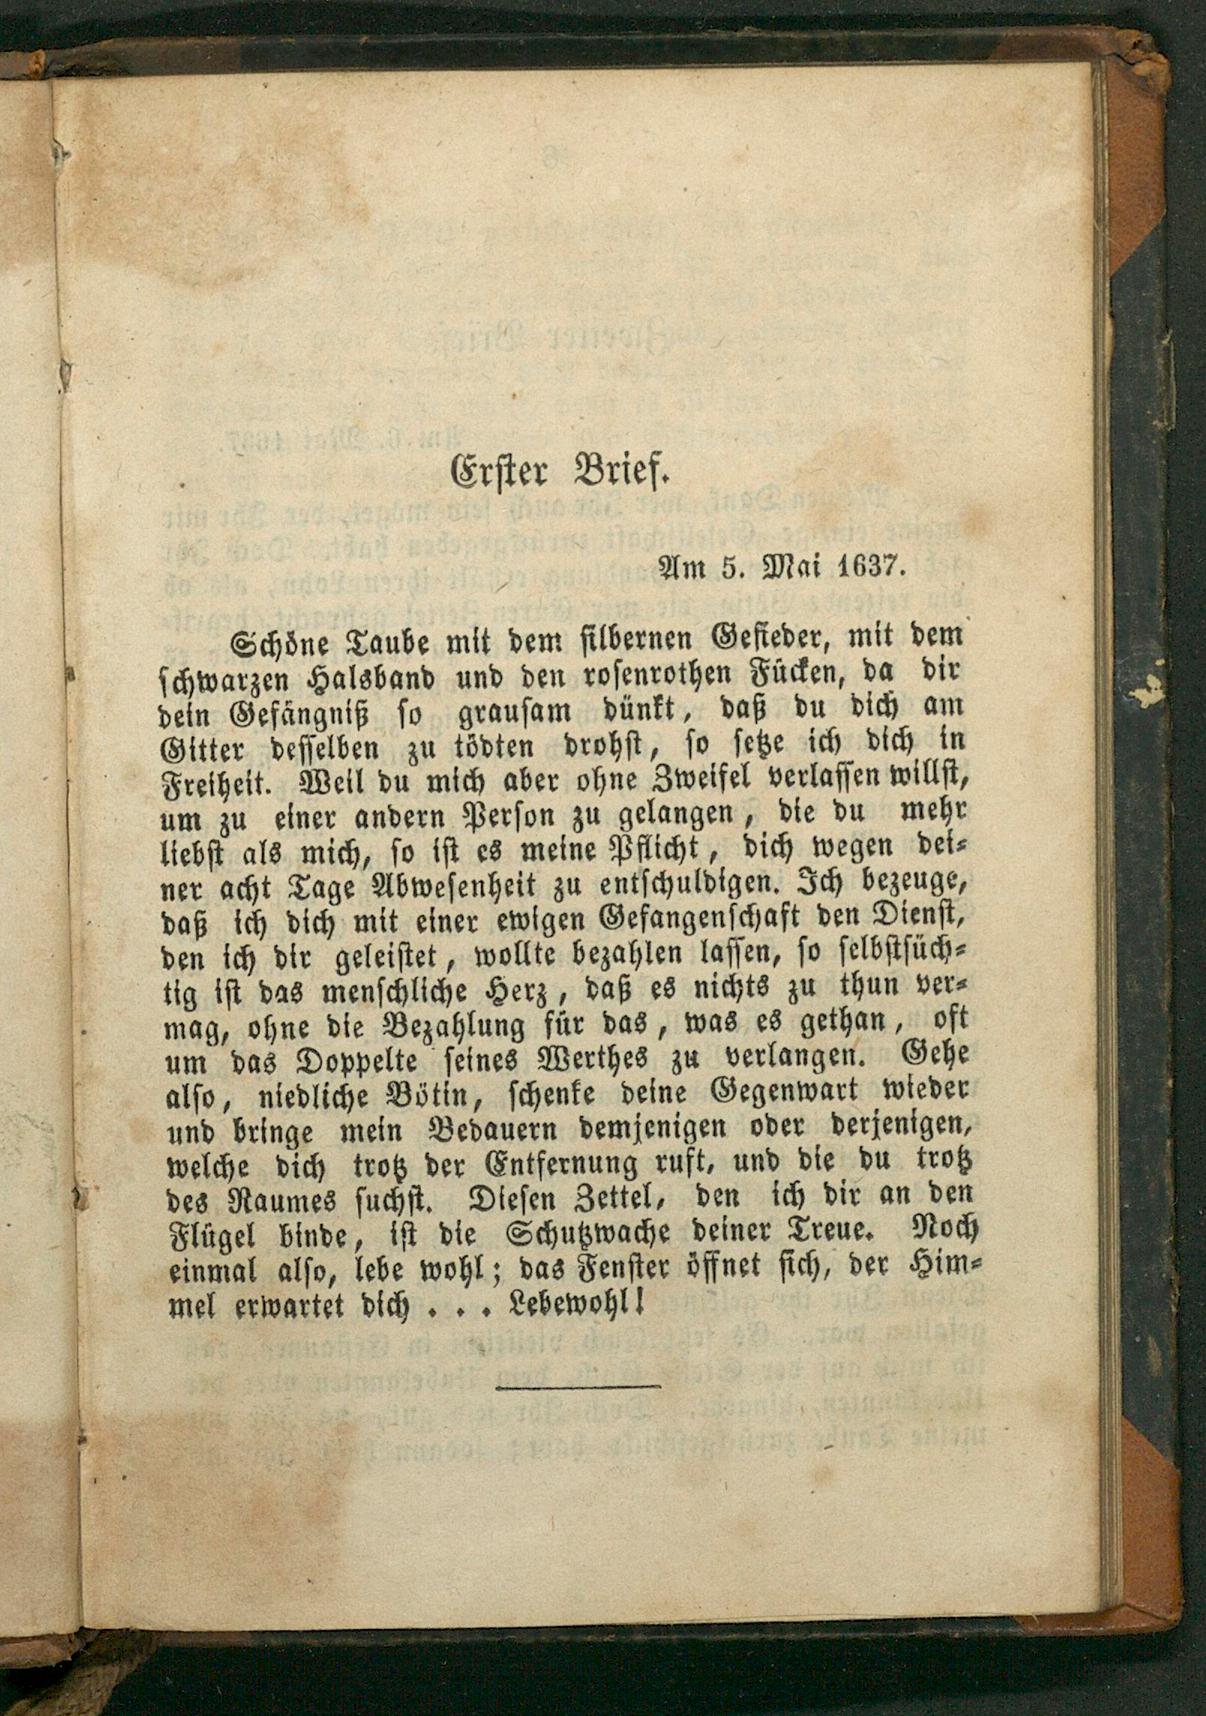 Erster Brief.
Am 5. Mai 1637.
Schöne Taube mit dem silbernen Gefieder, mit dem
schwarzen Halsband und den rosenrothen Fücken, da dir
dein Gefängniß so grausam dünkt, daß du dich am
Gitter desselben zu tödten drohst, so setze ich dich in
Freiheit. Weil du mich aber ohne Zweifel verlassen willst,
um zu einer andern Person zu gelangen, die du mehr
liebst als mich, so ist es meine Pflicht, dich wegen dei-
ner acht Tage Abwesenheit zu entschuldigen. Ich bezeuge,
daß ich dich mit einer ewigen Gefangenschaft den Dienst,
den ich dir geleistet, wollte bezahlen lassen, so selbstsüch-
tig ist das menschliche Herz, daß es nichts zu thun ver-
mag, ohne die Bezahlung für das, was es gethan, oft
um das Doppelte seines Werthes zu verlangen. Gehe
also, niedliche Bötin, schenke deine Gegenwart wieder
und bringe mein Bedauern demjenigen oder derjenigen,
welche dich trotz der Entfernung ruft, und die du trotz
des Raumes suchst. Diesen Zettel, den ich dir an den
Flügel binde, ist die Schutzwache deiner Treue. Noch
einmal also, lebe wohl; das Fenster öffnet sich, der Him-
mel erwartet dich . . . Lebewohl!